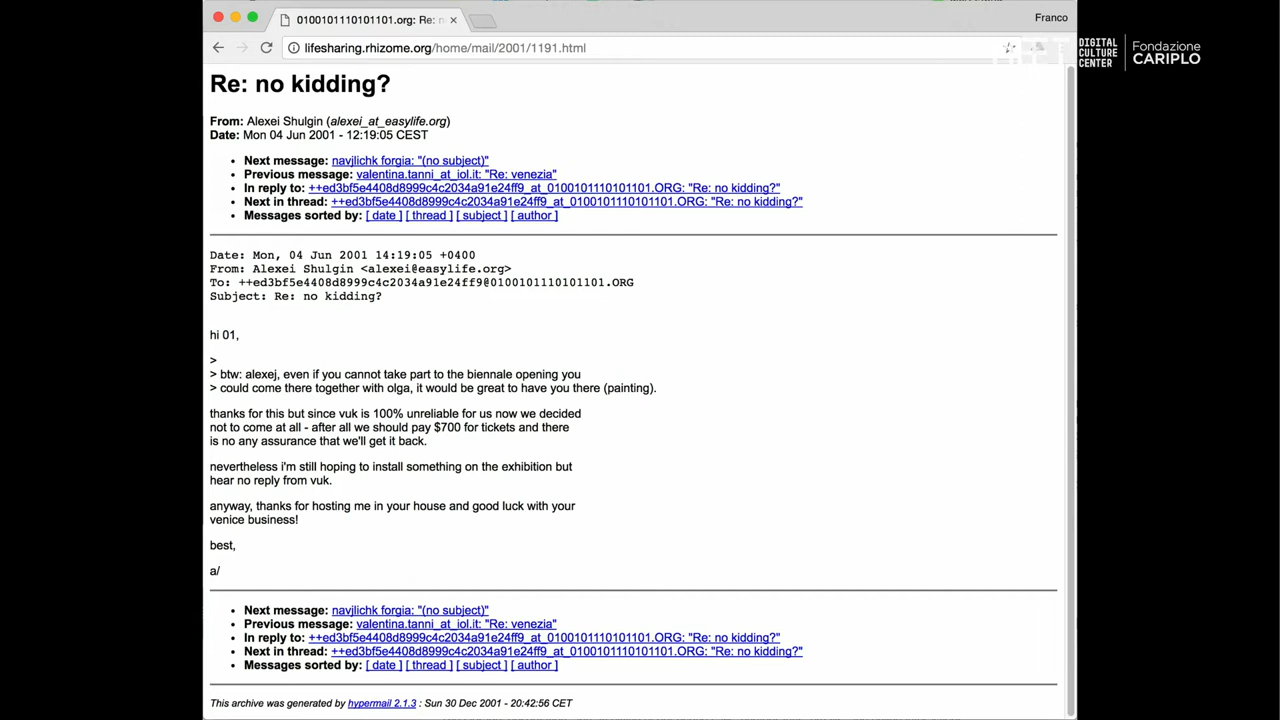 0100101110101101.org: Re: n
Franco
lifesharing.rhizome.org/home/mail/2001/1191.html
DIGITAL
CULTURE
CENTER
Fondazione
CARIPLO
Re: no kidding?
From: Alexei Shulgin (alexei_at_easylife.org)
Date: Mon 04 Jun 2001 - 12:19:05 CEST
Next message: navjlichk forgia: "(no subject)"
Previous message: valentina.tanni_at_iol.it: "Re: venezia"
In reply to: ++ed3bf5e4408d8999c4c2034a91e24ff9_at_0100101110101101.ORG: "Re: no kidding?"
Next in thread: ++ed3bf5e4408d8999c4c2034a91e24ff9_at_0100101110101101.ORG: "Re: no kidding?"
Messages sorted by: [ date ] [ thread ] [ subject ] [ author ]
Date: Mon, 04 Jun 2001 14:19:05 +0400
From: Alexei Shulgin <alexei@easylife.org>
To: ++ed3bf5e4408d8999c4c2034a91e24ff9@0100101110101101.ORG
Subject: Re: no kidding?
hi 01,
>
> btw: alexej, even if you cannot take part to the biennale opening you
> could come there together with olga, it would be great to have you there (painting).
thanks for this but since vuk is 100% unreliable for us now we decided
not to come at all - after all we should pay $700 for tickets and there
is no any assurance that we'll get it back.
nevertheless i'm still hoping to install something on the exhibition but
hear no reply from vuk.
anyway, thanks for hosting me in your house and good luck with your
venice business!
best,
a/
Next message: navjlichk forgia: "(no subject)"
Previous message: valentina.tanni_at_iol.it: "Re: venezia"
In reply to: ++ed3bf5e4408d8999c4c2034a91e24ff9_at_0100101110101101.ORG: "Re: no kidding?"
Next in thread: ++ed3bf5e4408d8999c4c2034a91e24ff9_at_0100101110101101.ORG: "Re: no kidding?"
Messages sorted by: [ date ] [ thread ] [ subject ] [ author ]
This archive was generated by hypermail 2.1.3 : Sun 30 Dec 2001 - 20:42:56 CET